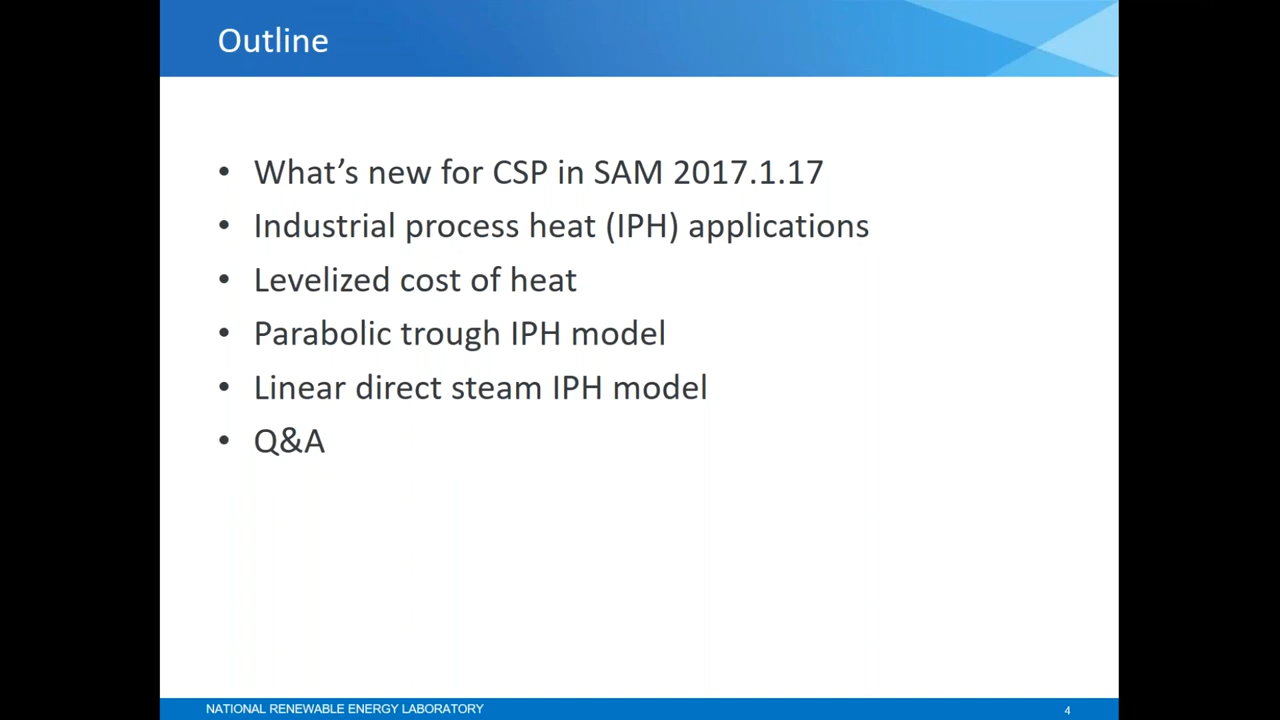 Outline
• What’s new for CSP in SAM 2017.1.17
• Industrial process heat (IPH) applications
• Levelized cost of heat
• Parabolic trough IPH model
• Linear direct steam IPH model
• Q&A
NATIONAL RENEWABLE ENERGY LABORATORY
4